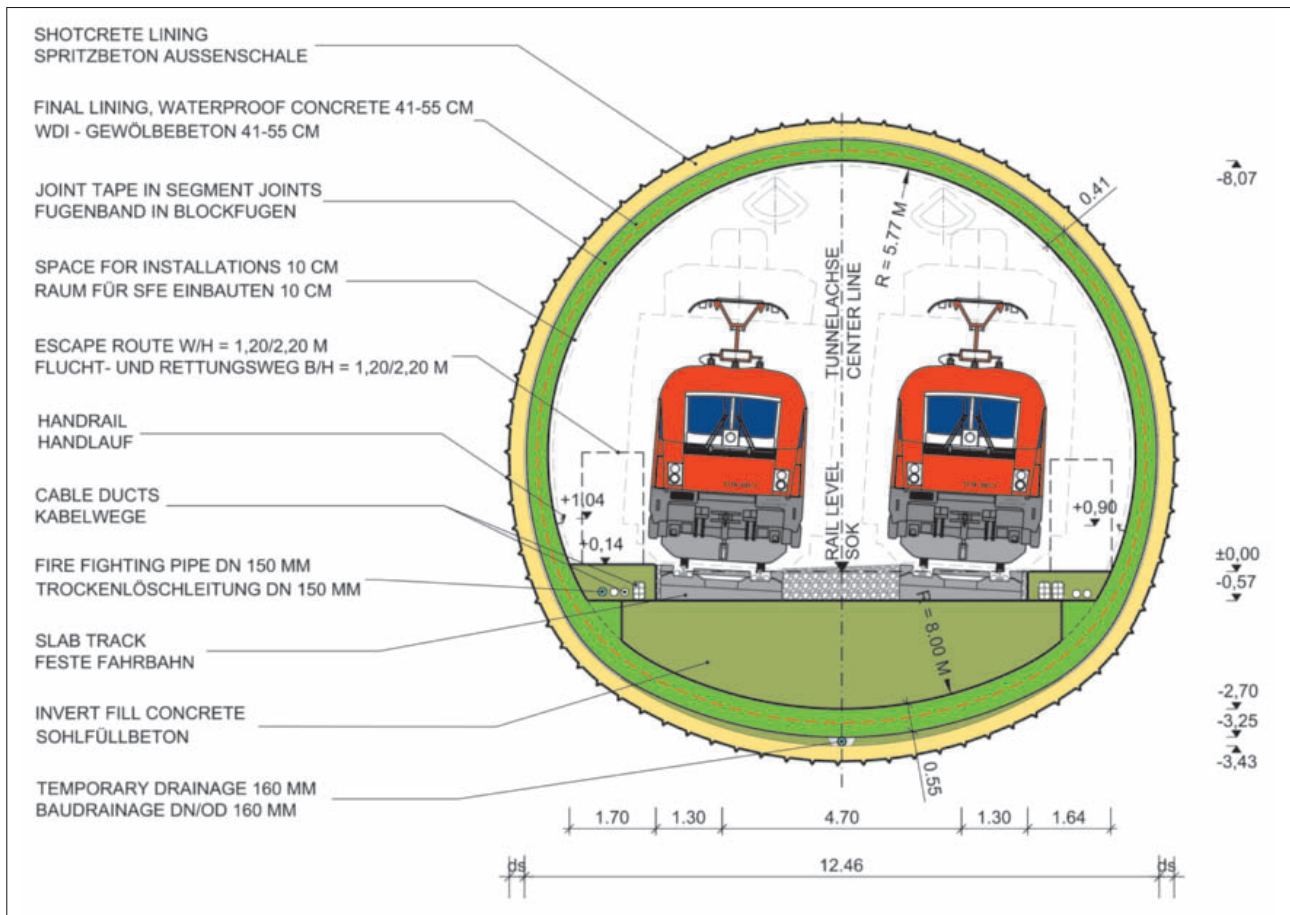 SHOTCRETE LINING
SPRITZBETON AUSSENSCHALE
FINAL LINING, WATERPROOF CONCRETE 41-55 CM
WDI - GEWÖLBEBETON 41-55 CM
JOINT TAPE IN SEGMENT JOINTS
FUGENBAND IN BLOCKFUGEN
SPACE FOR INSTALLATIONS 10 CM
RAUM FÜR SFE EINBAUTEN 10 CM
ESCAPE ROUTE W/H = 1,20/2,20 M
FLUCHT- UND RETTUNGSWEG B/H = 1,20/2,20 M
HANDRAIL
HANDLAUF
CABLE DUCTS
KABELWEGE
FIRE FIGHTING PIPE DN 150 MM
TROCKENLÖSCHLEITUNG DN 150 MM
SLAB TRACK
FESTE FAHRBAHN
INVERT FILL CONCRETE
SOHLFÜLLBETON
TEMPORARY DRAINAGE 160 MM
BAUDRAINAGE DN/OD 160 MM
R = 5.77 M
0.41
TUNNELACHSE
CENTER LINE
RAIL LEVEL
SOK
+1,04
+0,14
+0,90
R = 8.00 M
0.55
-8,07
±0,00
-0,57
-2,70
-3,25
-3,43
1.70
1.30
4.70
1.30
1.64
ds
12.46
ds